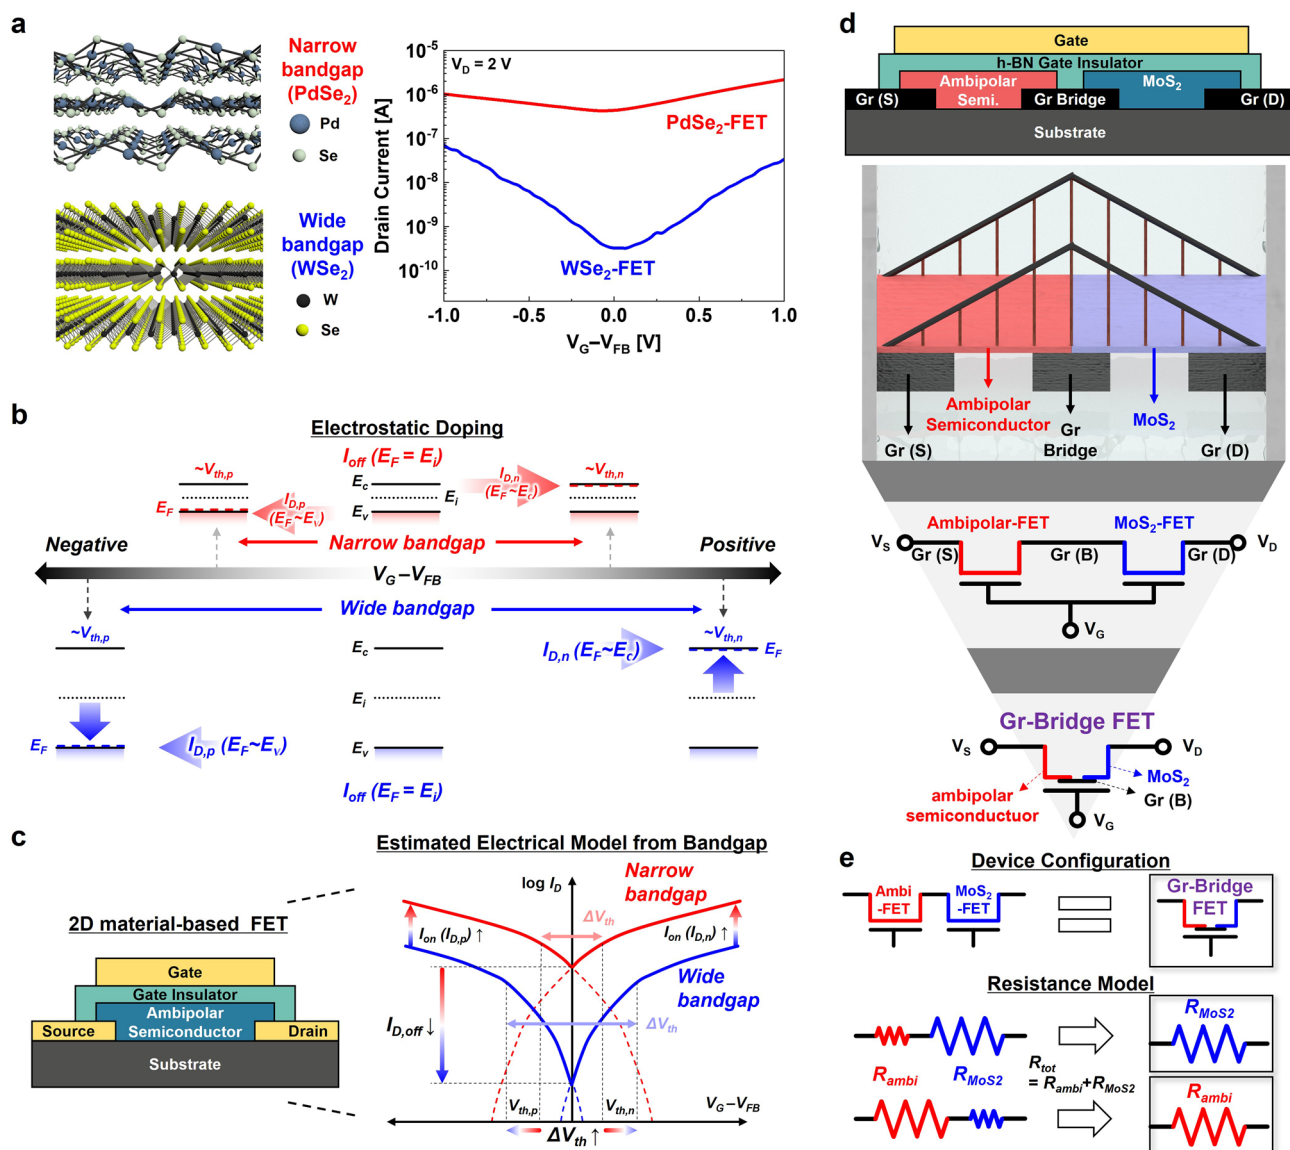 a
Narrow
bandgap
(PdSe2)
Pd
Se
Wide
bandgap
(WSe2)
W
Se
VD = 2 V
10-5
10-6
10-7
10-8
10-9
10-10
Drain Current [A]
PdSe2-FET
WSe2-FET
-1.0
-0.5
0.0
0.5
1.0
VG–VFB [V]
b
Electrostatic Doping
Ioff (EF = Ei)
~Vth,p
EF
ID,p
(EF~Ev)
Ec
Ei
Ev
ID,n
(EF~Ec)
~Vth,n
Negative
Narrow bandgap
Positive
VG–VFB
Wide bandgap
~Vth,p
~Vth,n
Ec
ID,n (EF~Ec)
EF
Ei
EF
ID,p (EF~Ev)
Ev
Ioff (EF = Ei)
c
2D material-based FET
Gate
Gate Insulator
Ambipolar
Semiconductor
Source
Drain
Substrate
Estimated Electrical Model from Bandgap
log ID
Narrow
bandgap
ΔVth
Ion (ID,p) ↑
Ion (ID,n) ↑
Wide
bandgap
ID,off ↓
ΔVth
Vth,p
Vth,n
VG–VFB
ΔVth ↑
d
Gate
h-BN Gate Insulator
Ambipolar
Semi.
MoS2
Gr (S)
Gr Bridge
Gr (D)
Substrate
Ambipolar
Semiconductor
Gr
Bridge
MoS2
Gr (S)
Gr (D)
Ambipolar-FET
MoS2-FET
VS
Gr (S)
Gr (B)
Gr (D)
VD
VG
Gr-Bridge FET
VS
VD
MoS2
Gr (B)
ambipolar
semiconductuor
VG
e
Device Configuration
Ambi
-FET
MoS2
-FET
Gr-Bridge
FET
Resistance Model
RMoS2
Rambi
RMoS2
Rtot
= Rambi+RMoS2
Rambi